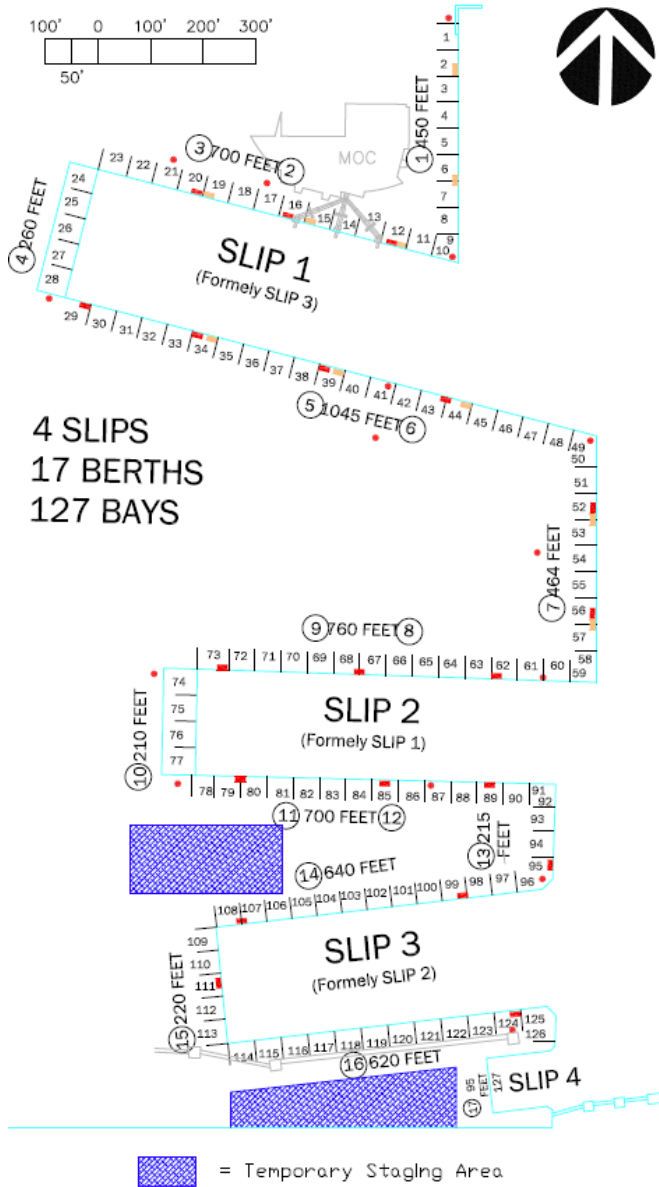 100' 0 100' 200' 300'
50'
1
2
3
4
5
6
7
8
9
10
1 450 FEET
MOC
3 700 FEET 2
23 22 21 20 19 18 17 16 15 14 13 12 11
24
25
26
27
28
4 260 FEET
SLIP 1
(Formely SLIP 3)
29 30 31 32 33 34 35 36 37 38 39 40 41 42 43 44 45 46 47 48 49
5 1045 FEET 6
4 SLIPS
17 BERTHS
127 BAYS
50
51
52
53
54
55
56
57
58
59
7 464 FEET
9 760 FEET 8
73 72 71 70 69 68 67 66 65 64 63 62 61 60
74
75
76
77
10 210 FEET
SLIP 2
(Formely SLIP 1)
78 79 80 81 82 83 84 85 86 87 88 89 90 91
92
93
94
95
11 700 FEET 12
13 215 FEET
14 640 FEET
108 107 106 105 104 103 102 101 100 99 98 97 96
109
110
111
112
113
15 220 FEET
SLIP 3
(Formely SLIP 2)
114 115 116 117 118 119 120 121 122 123 124 125
126
16 620 FEET
17 95 FEET
127
SLIP 4
= Temporary Staging Area